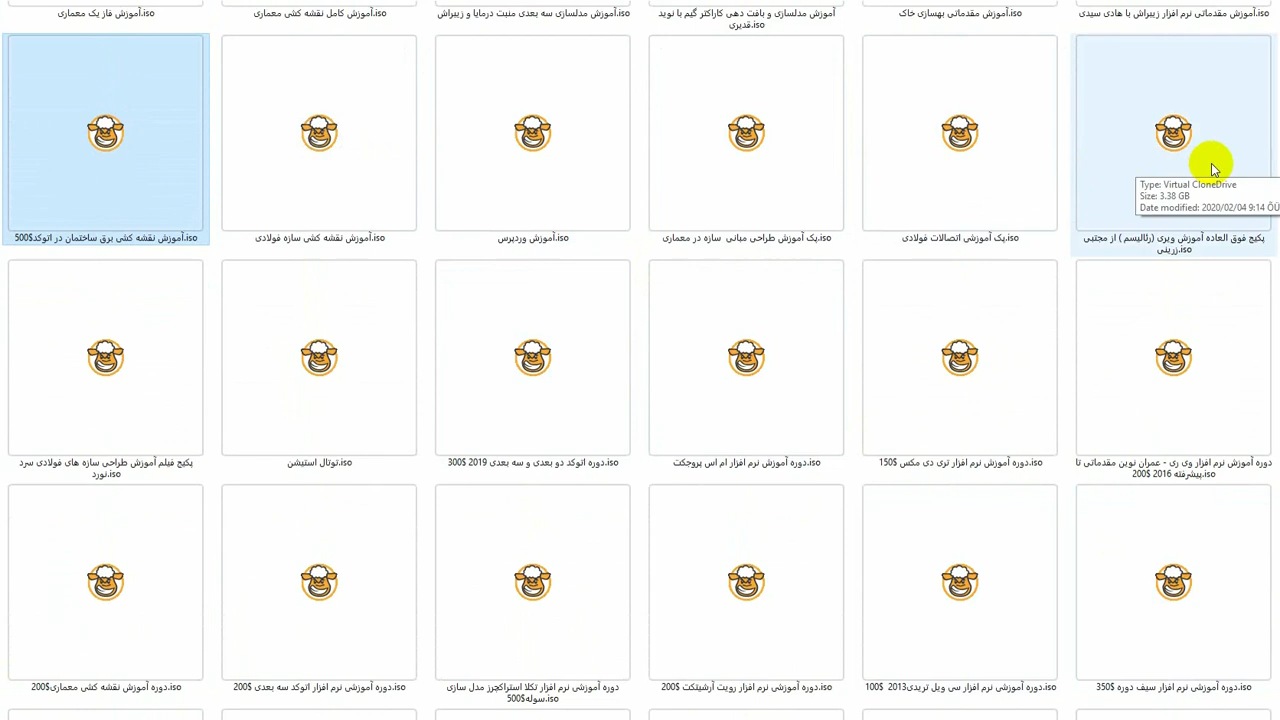 آموزش فاز یک معماری.iso
آموزش کامل نقشه کشی معماری.iso
آموزش مدلسازی سه بعدی منبت درمایا و زیبراش.iso
آموزش مدلسازی و بافت دهی کاراکتر گیم با نوید
قدیری.iso
آموزش مقدماتی بهسازی خاک.iso
آموزش مقدماتی نرم افزار زیبراش با هادی سیدی.iso
آموزش نقشه کشی برق ساختمان در اتوکد500$.iso
آموزش نقشه کشی سازه فولادی.iso
آموزش وردپرس.iso
پک آموزش طراحی مبانی سازه در معماری.iso
پک آموزشی اتصالات فولادی.iso
پکیج فوق العاده آموزش ویری (رئالیسم ) از مجتبی
زرینی.iso
Type: Virtual CloneDrive
Size: 3.38 GB
Date modified: 2020/02/04 9:14
پکیج فیلم آموزش طراحی سازه های فولادی سرد
نورد.iso
توتال استیشن.iso
دوره اتوکد دو بعدی و سه بعدی 2019 300$.iso
دوره آموزش نرم افزار ام اس پروجکت.iso
دوره آموزش نرم افزار تری دی مکس 150$.iso
دوره آموزش نرم افزار وی ری - عمران نوین مقدماتی تا
پیشرفته 2016 200$.iso
دوره آموزش نقشه کشی معماری200$.iso
دوره آموزش نرم افزار اتوکد سه بعدی 200$.iso
دوره آموزش نرم افزار تکلا استراکچرز مدل سازی
سوله500$.iso
دوره آموزش نرم افزار رویت آرشیتکت 200$.iso
دوره آموزش نرم افزار سی ویل تریدی2013 100$.iso
دوره آموزش نرم افزار سیف دوره 350$.iso